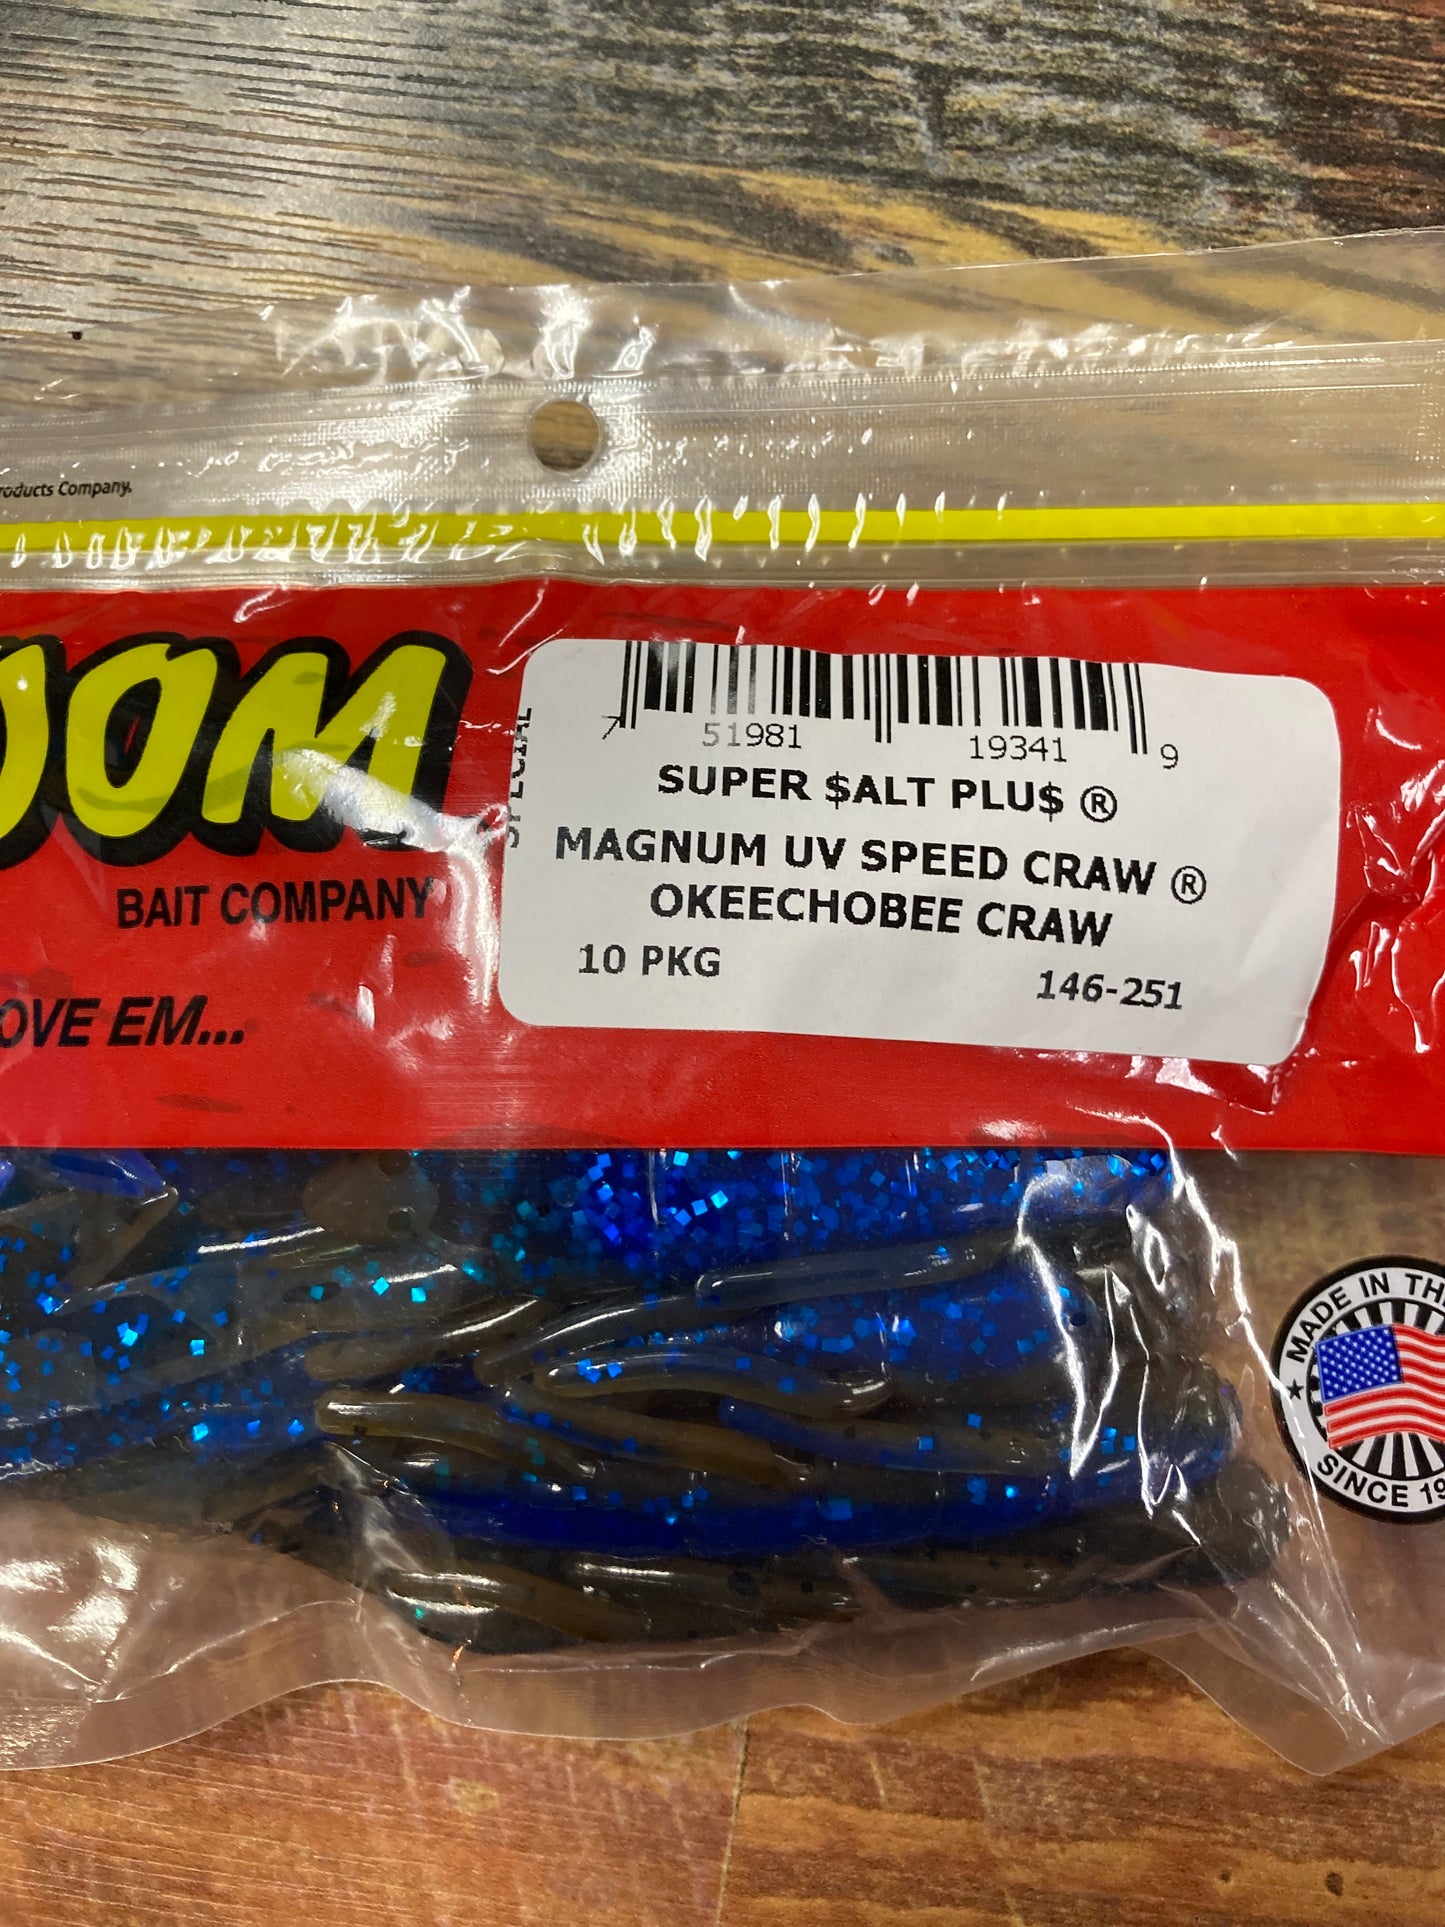 roducts Company.
OOM
BAIT COMPANY
OVE EM...
SPECIAL
7 51981 19341 9
SUPER $ALT PLU$ ®
MAGNUM UV SPEED CRAW ®
OKEECHOBEE CRAW
10 PKG 146-251
MADE IN TH
SINCE 19